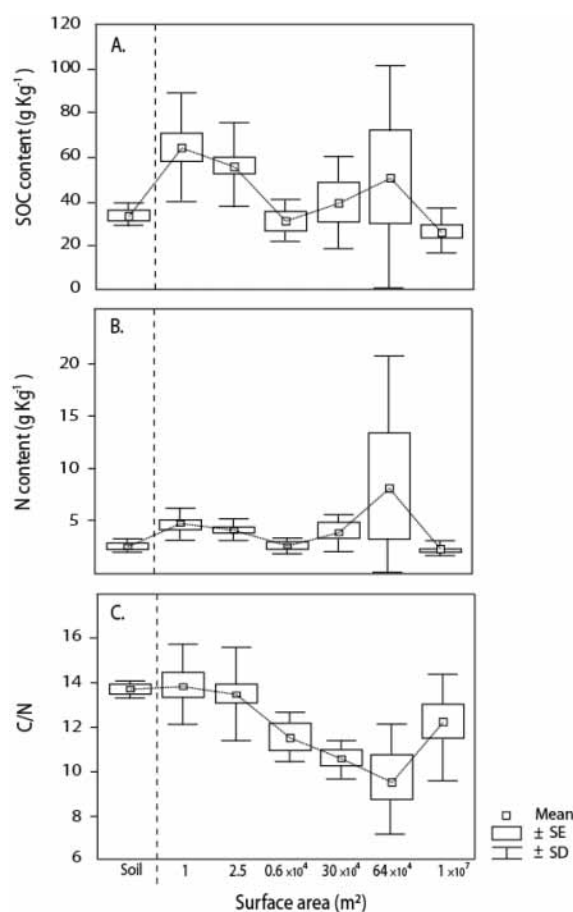 120
A.
100
80
60
40
20
0
SOC content (g Kg⁻¹)
B.
20
15
10
5
N content (g Kg⁻¹)
C.
16
14
12
10
8
6
C/N
Mean
± SE
± SD
Soil 1 2.5 0.6 ×10⁴ 30 ×10⁴ 64 ×10⁴ 1 ×10⁷
Surface area (m²)